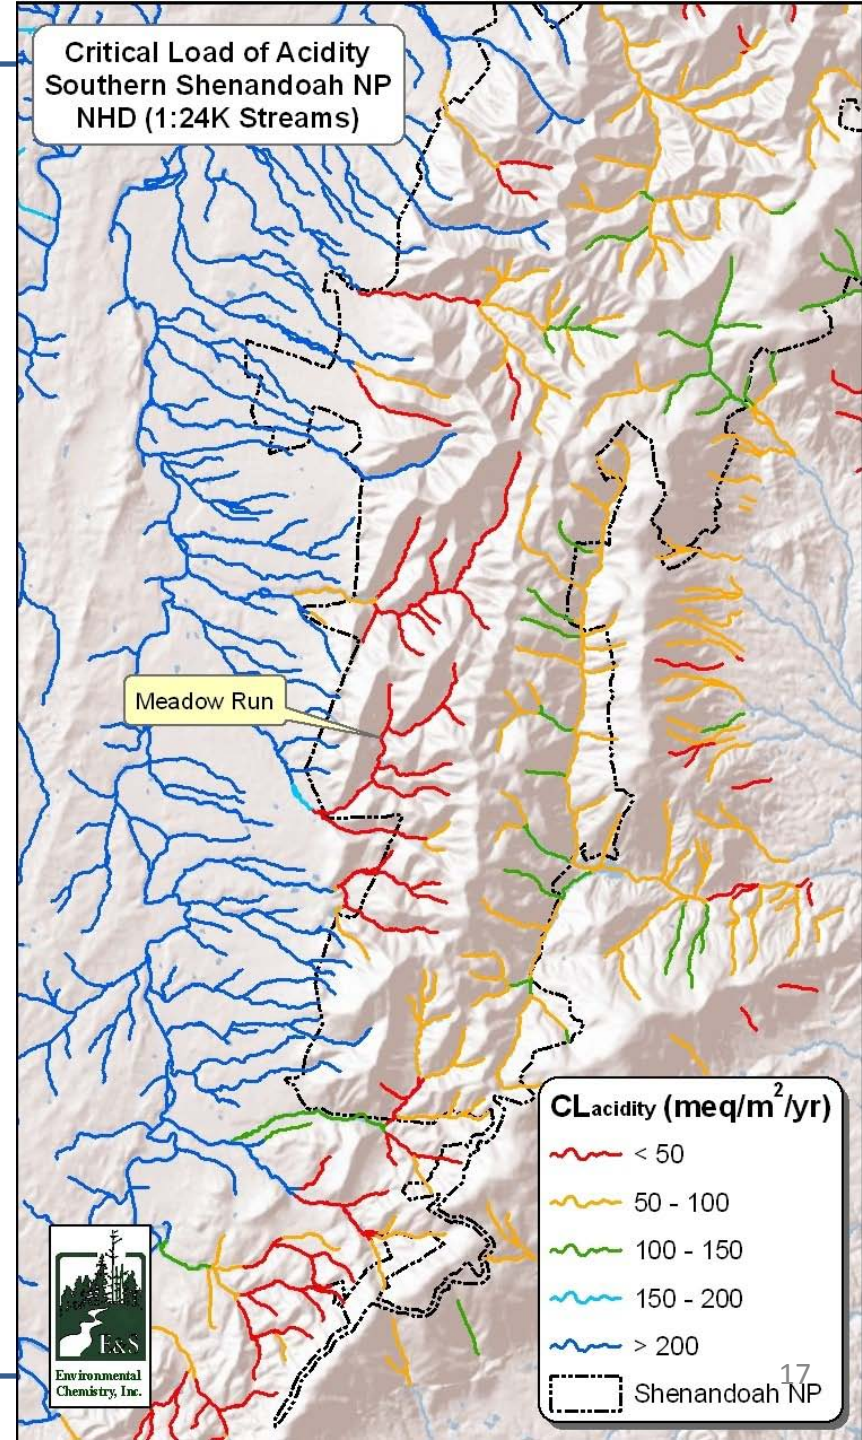 Critical Load of Acidity
Southern Shenandoah NP
NHD (1:24K Streams)
Meadow Run
CLacidity (meq/m²/yr)
< 50
50 - 100
100 - 150
150 - 200
> 200
17
Shenandoah NP
E&S
Environmental
Chemistry, Inc.